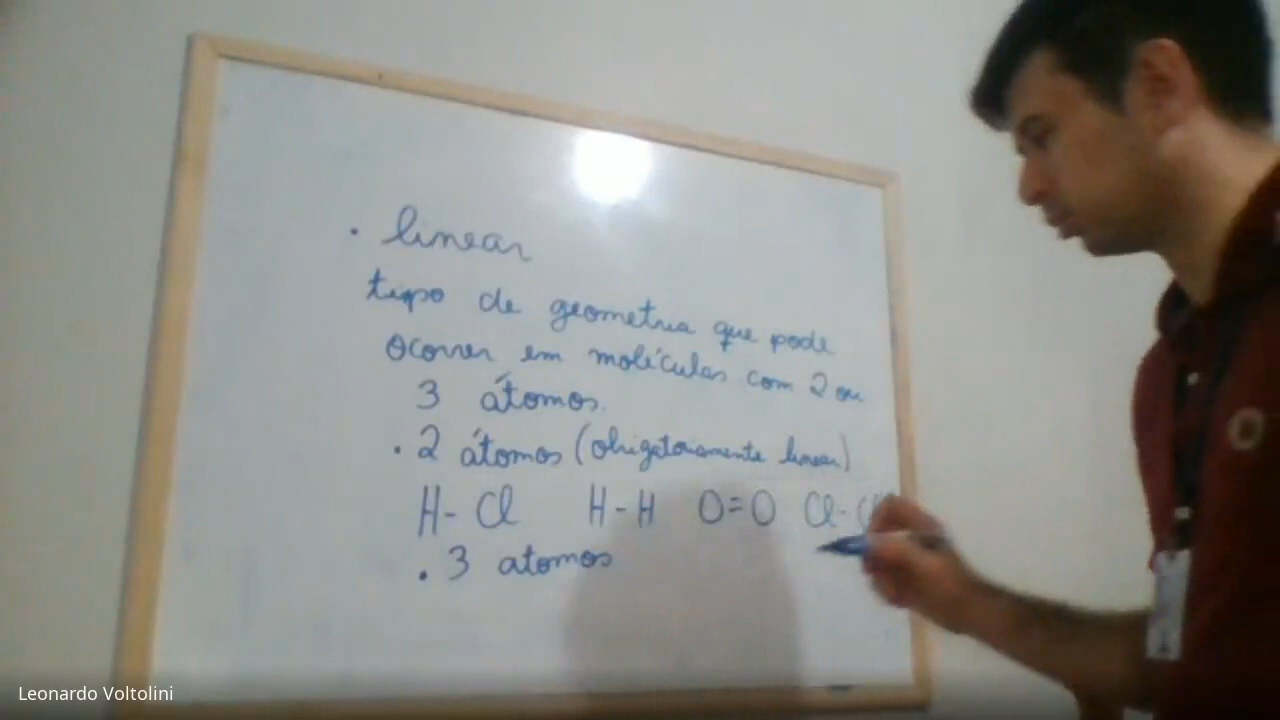 . linear
tipo de geometria que pode
ocorrer em moléculas com 2 ou
3 átomos.
. 2 átomos (obrigatoriamente linear)
H - Cl H - H O = O Cl -
. 3 atomos
Leonardo Voltolini